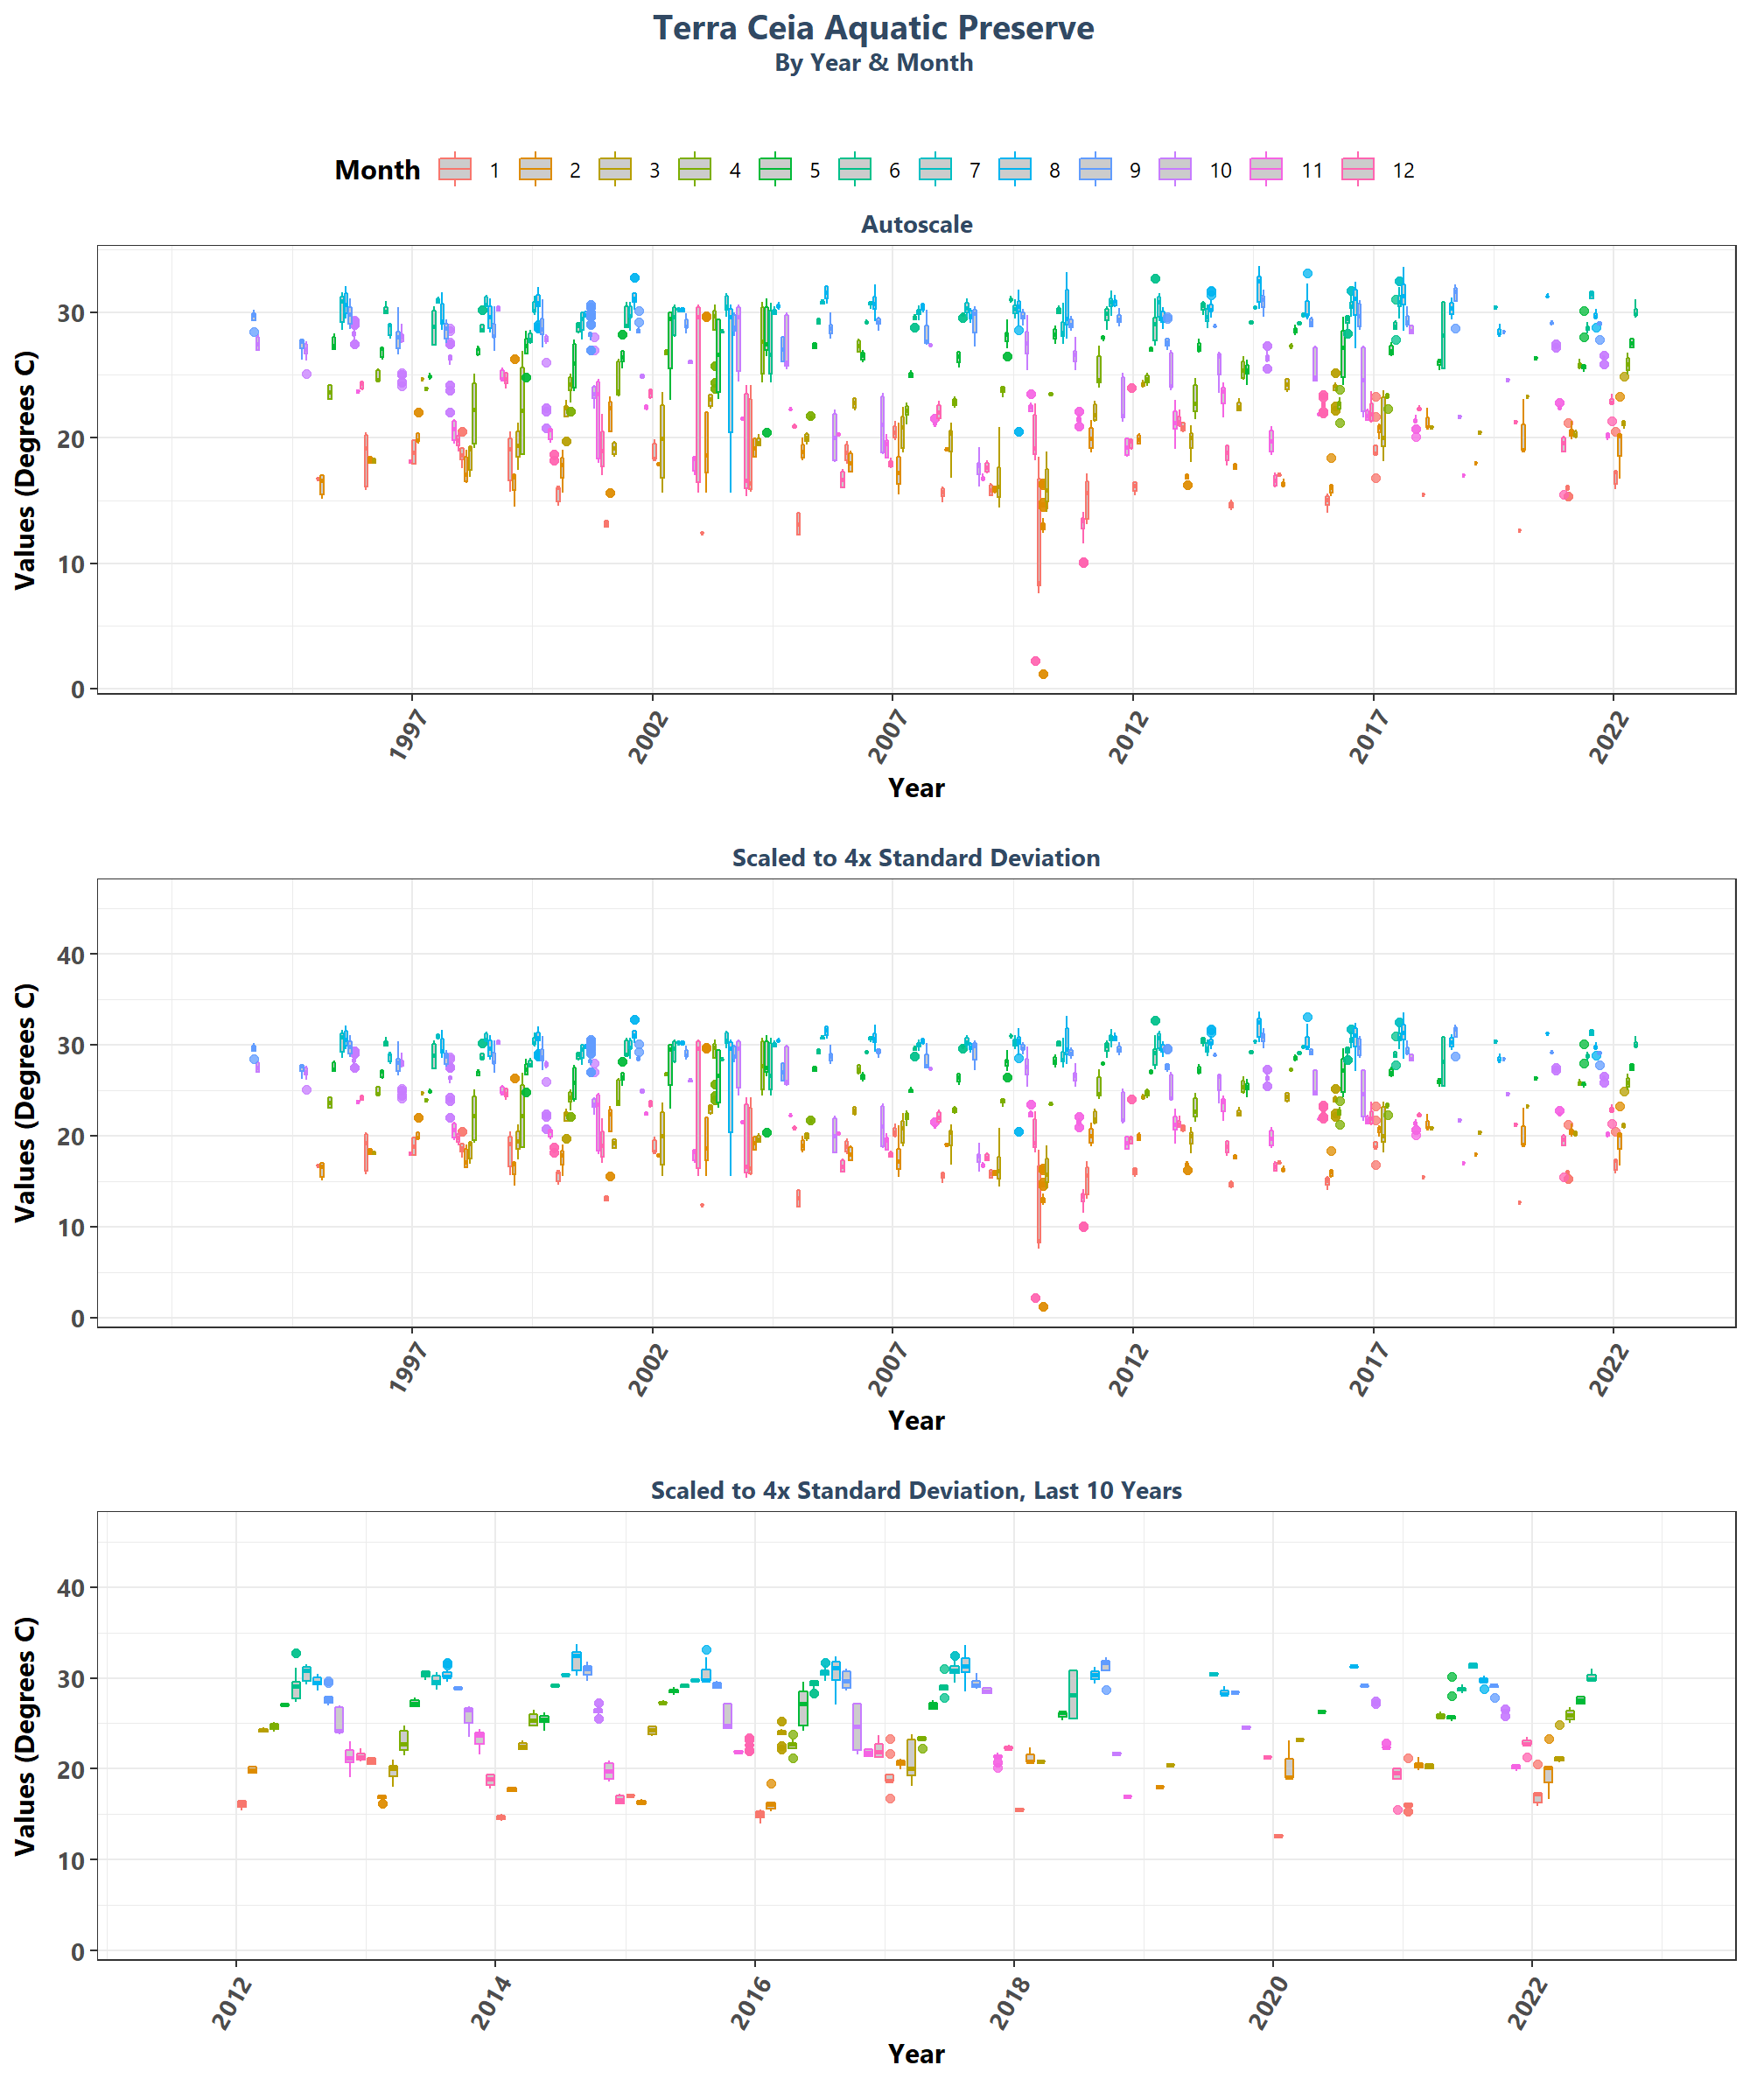 Terra Ceia Aquatic Preserve
By Year & Month
Month 1 2 3 4 5 6 7 8 9 10 11 12
Autoscale
Values (Degrees C)
30
20
10
0
1997 2002 2007 2012 2017 2022
Year
Scaled to 4x Standard Deviation
Values (Degrees C)
40
30
20
10
0
1997 2002 2007 2012 2017 2022
Year
Scaled to 4x Standard Deviation, Last 10 Years
Values (Degrees C)
40
30
20
10
0
2012 2014 2016 2018 2020 2022
Year